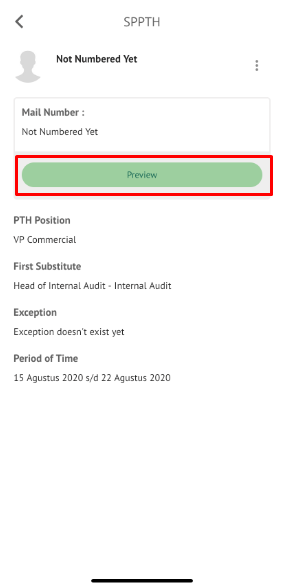 SPPTH
Not Numbered Yet
Mail Number :
Not Numbered Yet
Preview
PTH Position
VP Commercial
First Substitute
Head of Internal Audit - Internal Audit
Exception
Exception doesn't exist yet
Period of Time
15 Agustus 2020 s/d 22 Agustus 2020